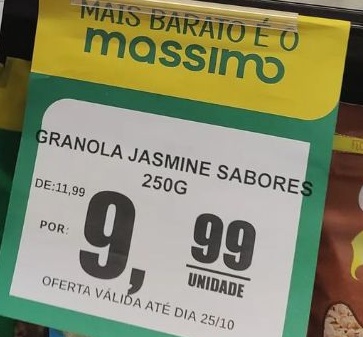 MAIS BARATO É O
massimo
GRANOLA JASMINE SABORES
250G
DE:11,99
POR: 9,99
UNIDADE
OFERTA VÁLIDA ATÉ DIA 25/10